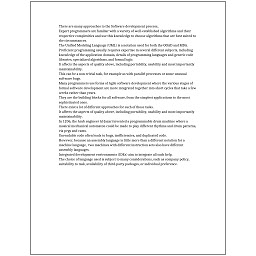 There are many approaches to the Software development process.
Expert programmers are familiar with a variety of well-established algorithms and their
respective complexities and use this knowledge to choose algorithms that are best suited to
the circumstances.
The Unified Modeling Language (UML) is a notation used for both the OOAD and MDA.
Proficient programming usually requires expertise in several different subjects, including
knowledge of the application domain, details of programming languages and generic code
libraries, specialized algorithms, and formal logic.
It affects the aspects of quality above, including portability, usability and most importantly
maintainability.
This can be a non-trivial task, for example as with parallel processes or some unusual
software bugs.
Many programmers use forms of Agile software development where the various stages of
formal software development are more integrated together into short cycles that take a few
weeks rather than years.
They are the building blocks for all software, from the simplest applications to the most
sophisticated ones.
There exist a lot of different approaches for each of those tasks.
It affects the aspects of quality above, including portability, usability and most importantly
maintainability.
In 1206, the Arab engineer Al-Jazari invented a programmable drum machine where a
musical mechanical automaton could be made to play different rhythms and drum patterns,
via pegs and cams.
Unreadable code often leads to bugs, inefficiencies, and duplicated code.
However, because an assembly language is little more than a different notation for a
machine language, two machines with different instruction sets also have different
assembly languages.
Integrated development environments (IDEs) aim to integrate all such help.
The choice of language used is subject to many considerations, such as company policy,
suitability to task, availability of third-party packages, or individual preference.